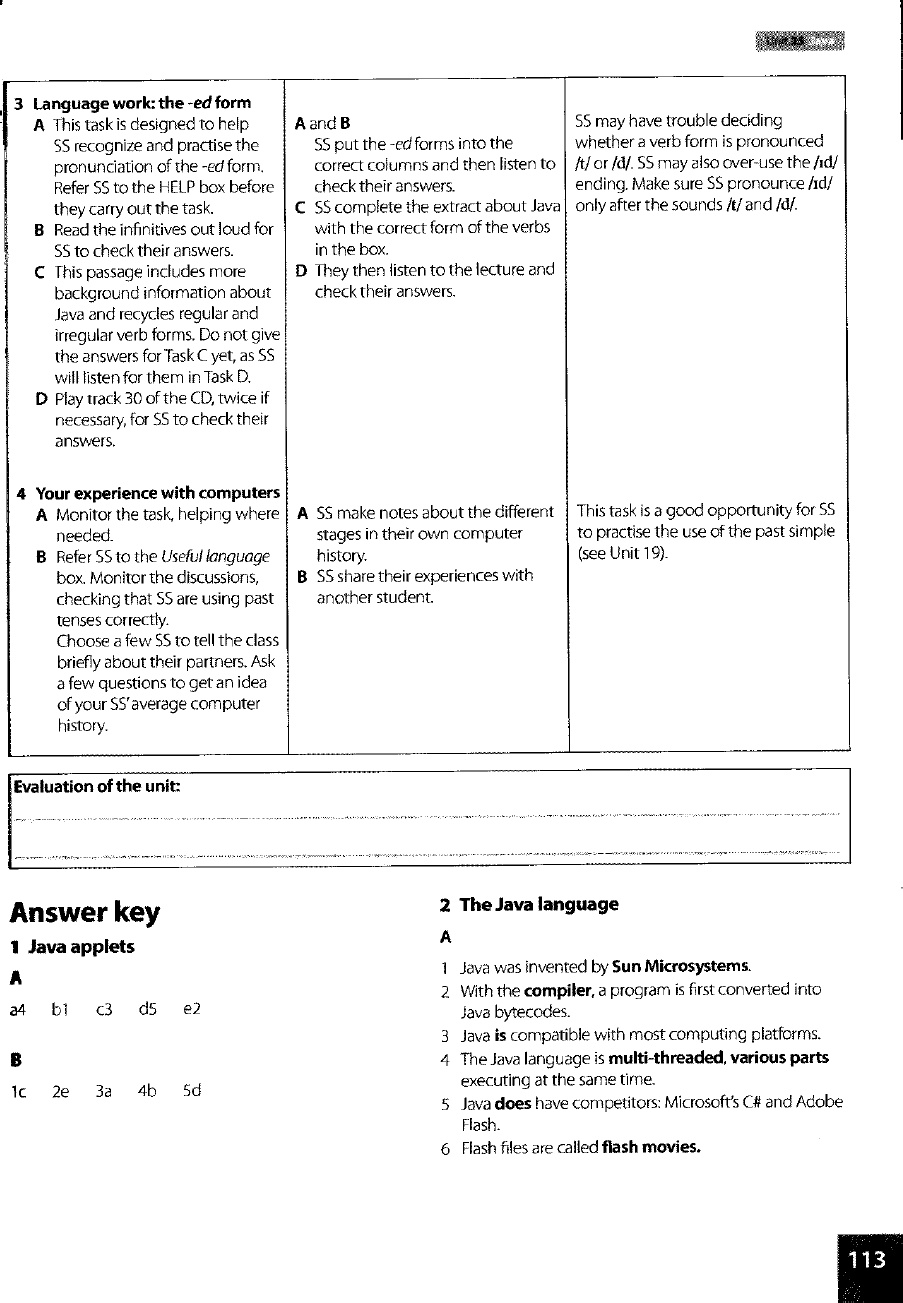 3 Language work: the -ed form
A This task is designed to help
SS recognize and practise the
pronunciation of the -ed form.
Refer SS to the HELP box before
they carry out the task.
B Read the infinitives out loud for
SS to check their answers.
C This passage includes more
background information about
Java and recycles regular and
irregular verb forms. Do not give
the answers for Task C yet, as SS
will listen for them in Task D.
D Play track 30 of the CD, twice if
necessary, for SS to check their
answers.
A and B
SS put the -ed forms into the
correct columns and then listen to
check their answers.
C SS complete the extract about Java
with the correct form of the verbs
in the box.
D They then listen to the lecture and
check their answers.
SS may have trouble deciding
whether a verb form is pronounced
/t/ or /d/. SS may also over-use the /ɪd/
ending. Make sure SS pronounce /ɪd/
only after the sounds /t/ and /d/.
4 Your experience with computers
A Monitor the task, helping where
needed.
B Refer SS to the Useful language
box. Monitor the discussions,
checking that SS are using past
tenses correctly.
Choose a few SS to tell the class
briefly about their partners. Ask
a few questions to get an idea
of your SS' average computer
history.
A SS make notes about the different
stages in their own computer
history.
B SS share their experiences with
another student.
This task is a good opportunity for SS
to practise the use of the past simple
(see Unit 19).
Evaluation of the unit:
Answer key
1 Java applets
A
a4 b1 c3 d5 e2
B
1c 2e 3a 4b 5d
2 The Java language
A
1 Java was invented by Sun Microsystems.
2 With the compiler, a program is first converted into
Java bytecodes.
3 Java is compatible with most computing platforms.
4 The Java language is multi-threaded, various parts
executing at the same time.
5 Java does have competitors: Microsoft's C# and Adobe
Flash.
6 Flash files are called flash movies.
113